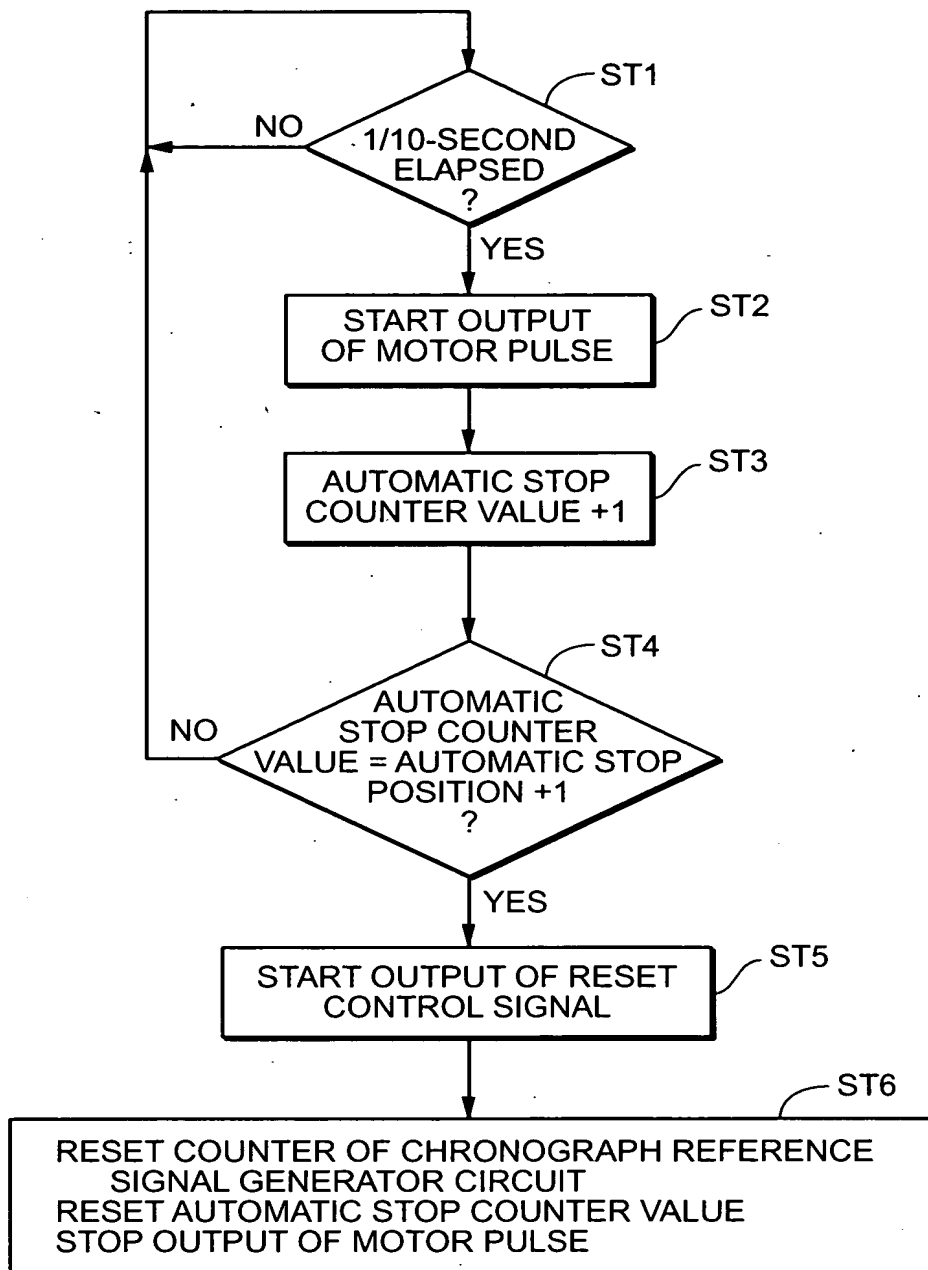 ST1
NO
1/10-SECOND
ELAPSED
?
YES
START OUTPUT
OF MOTOR PULSE
ST2
AUTOMATIC STOP
COUNTER VALUE +1
ST3
ST4
NO
AUTOMATIC
STOP COUNTER
VALUE = AUTOMATIC STOP
POSITION +1
?
YES
START OUTPUT OF RESET
CONTROL SIGNAL
ST5
ST6
RESET COUNTER OF CHRONOGRAPH REFERENCE
SIGNAL GENERATOR CIRCUIT
RESET AUTOMATIC STOP COUNTER VALUE
STOP OUTPUT OF MOTOR PULSE